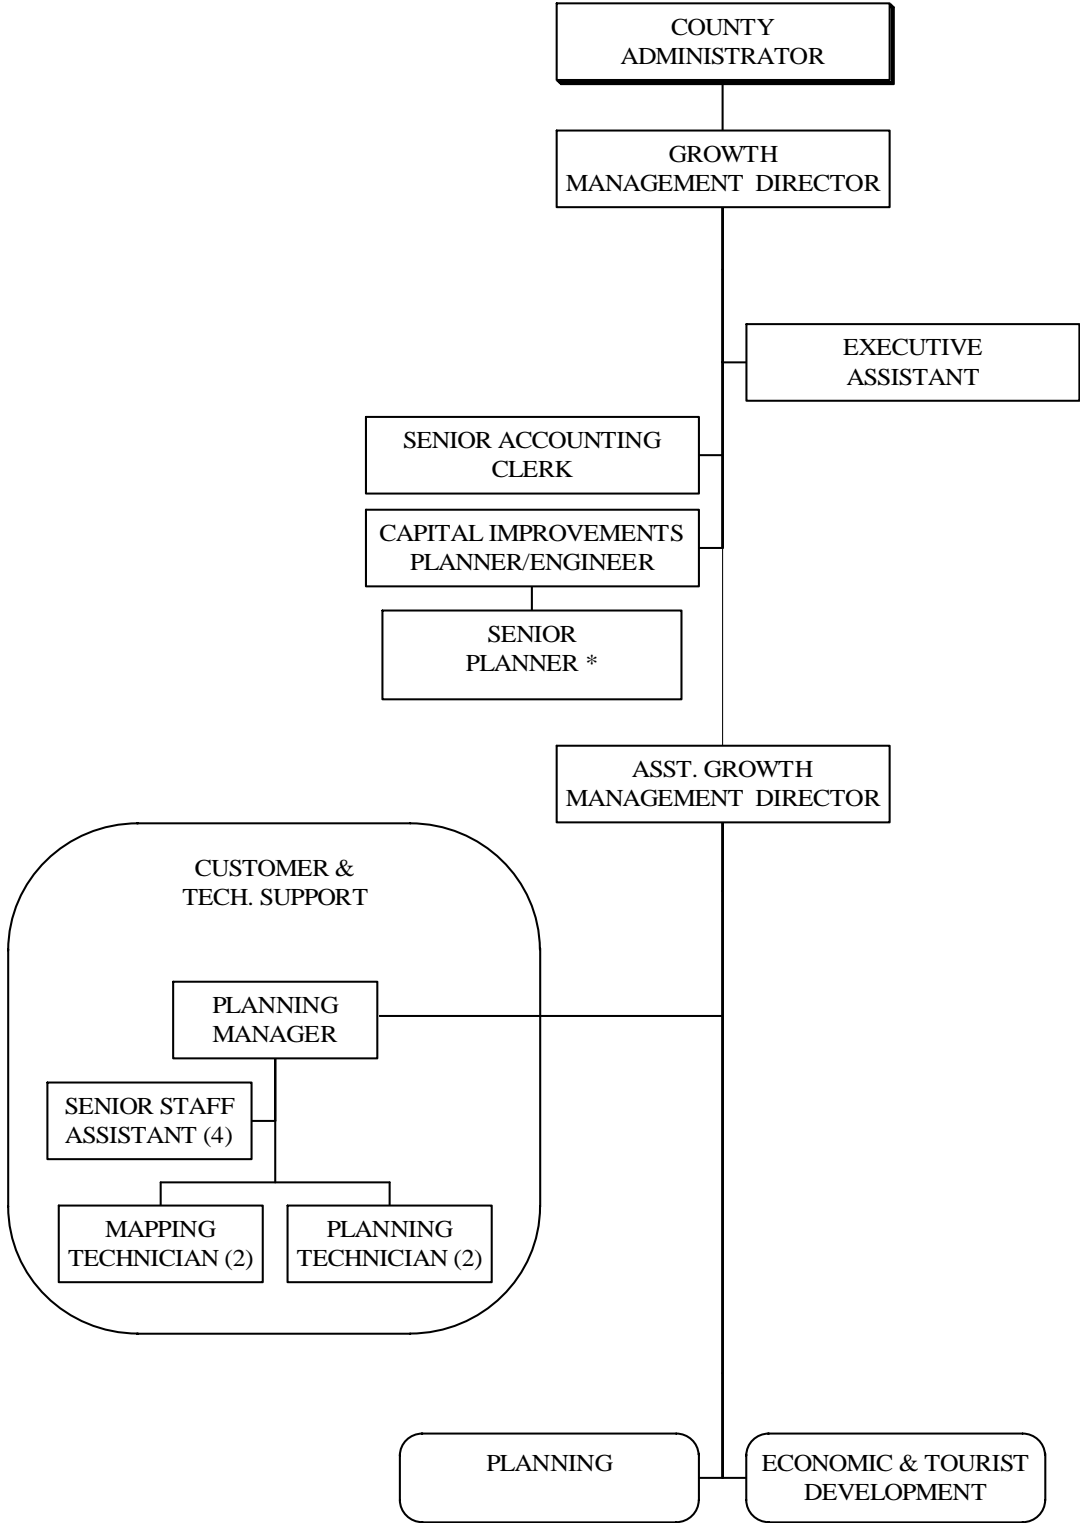 COUNTY
ADMINISTRATOR
GROWTH
MANAGEMENT DIRECTOR
EXECUTIVE
ASSISTANT
SENIOR ACCOUNTING
CLERK
CAPITAL IMPROVEMENTS
PLANNER/ENGINEER
SENIOR
PLANNER *
ASST. GROWTH
MANAGEMENT DIRECTOR
CUSTOMER &
TECH. SUPPORT
PLANNING
MANAGER
SENIOR STAFF
ASSISTANT (4)
MAPPING
TECHNICIAN (2)
PLANNING
TECHNICIAN (2)
PLANNING
ECONOMIC & TOURIST
DEVELOPMENT